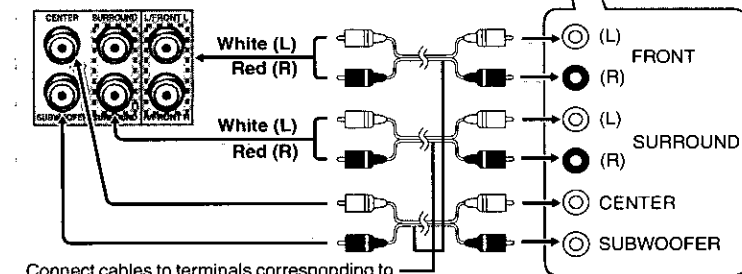 CENTER SURROUND L/FRONT L
SUBWOOFER SURROUND R/FRONT R
White (L)
Red (R)
White (L)
Red (R)
(L)
(R)
FRONT
(L)
(R)
SURROUND
CENTER
SUBWOOFER
Connect cables to terminals corresponding to